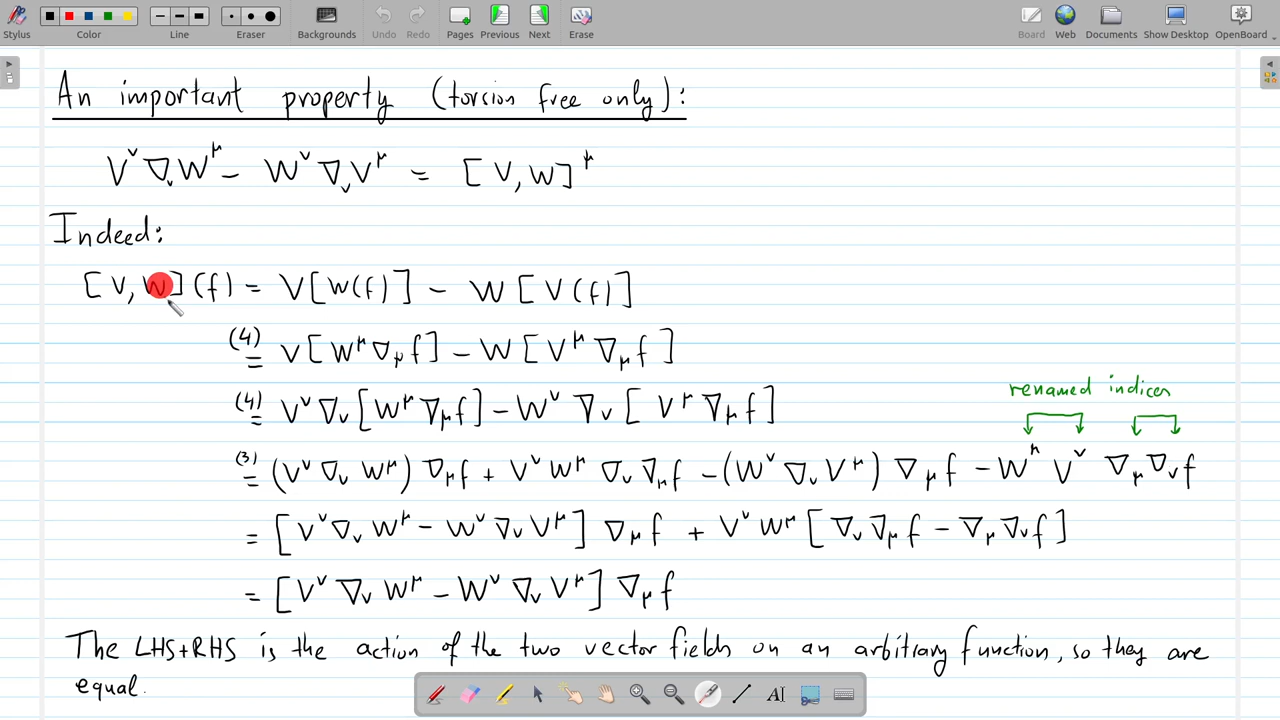 Stylus Color Line Eraser Backgrounds Undo Redo Pages Previous Next Erase Board Web Documents Show Desktop OpenBoard
An important property (torsion free only):
V^ν ∇_ν W^μ − W^ν ∇_ν V^μ = [V, W]^μ
Indeed:
[V, W](f) = V[W(f)] − W[V(f)]
(4) = V[W^μ ∇_μ f] − W[V^μ ∇_μ f]
(4) = V^ν ∇_ν [W^μ ∇_μ f] − W^ν ∇_ν [V^μ ∇_μ f]
renamed indices
(3) = (V^ν ∇_ν W^μ) ∇_μ f + V^ν W^μ ∇_ν ∇_μ f − (W^ν ∇_ν V^μ) ∇_μ f − W^μ V^ν ∇_μ ∇_ν f
= [V^ν ∇_ν W^μ − W^ν ∇_ν V^μ] ∇_μ f + V^ν W^μ [∇_ν ∇_μ f − ∇_μ ∇_ν f]
= [V^ν ∇_ν W^μ − W^ν ∇_ν V^μ] ∇_μ f
The LHS+RHS is the action of the two vector fields on an arbitrary function, so they are
equal.
AI